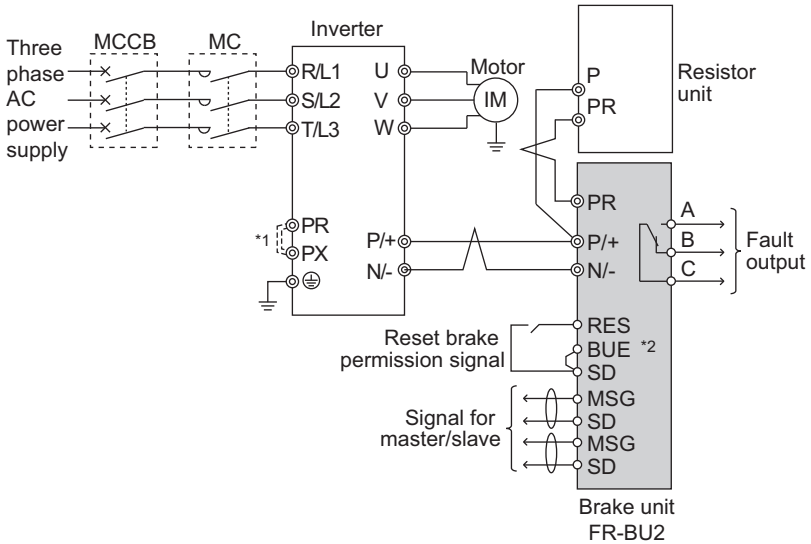 Inverter
Three
phase
AC
power
supply
MCCB
MC
R/L1
S/L2
T/L3
U
V
W
Motor
IM
P
PR
Resistor
unit
*1
PR
PX
P/+
N/-
PR
P/+
N/-
A
B
C
Fault
output
Reset brake
permission signal
RES
BUE *2
SD
Signal for
master/slave
MSG
SD
MSG
SD
Brake unit
FR-BU2